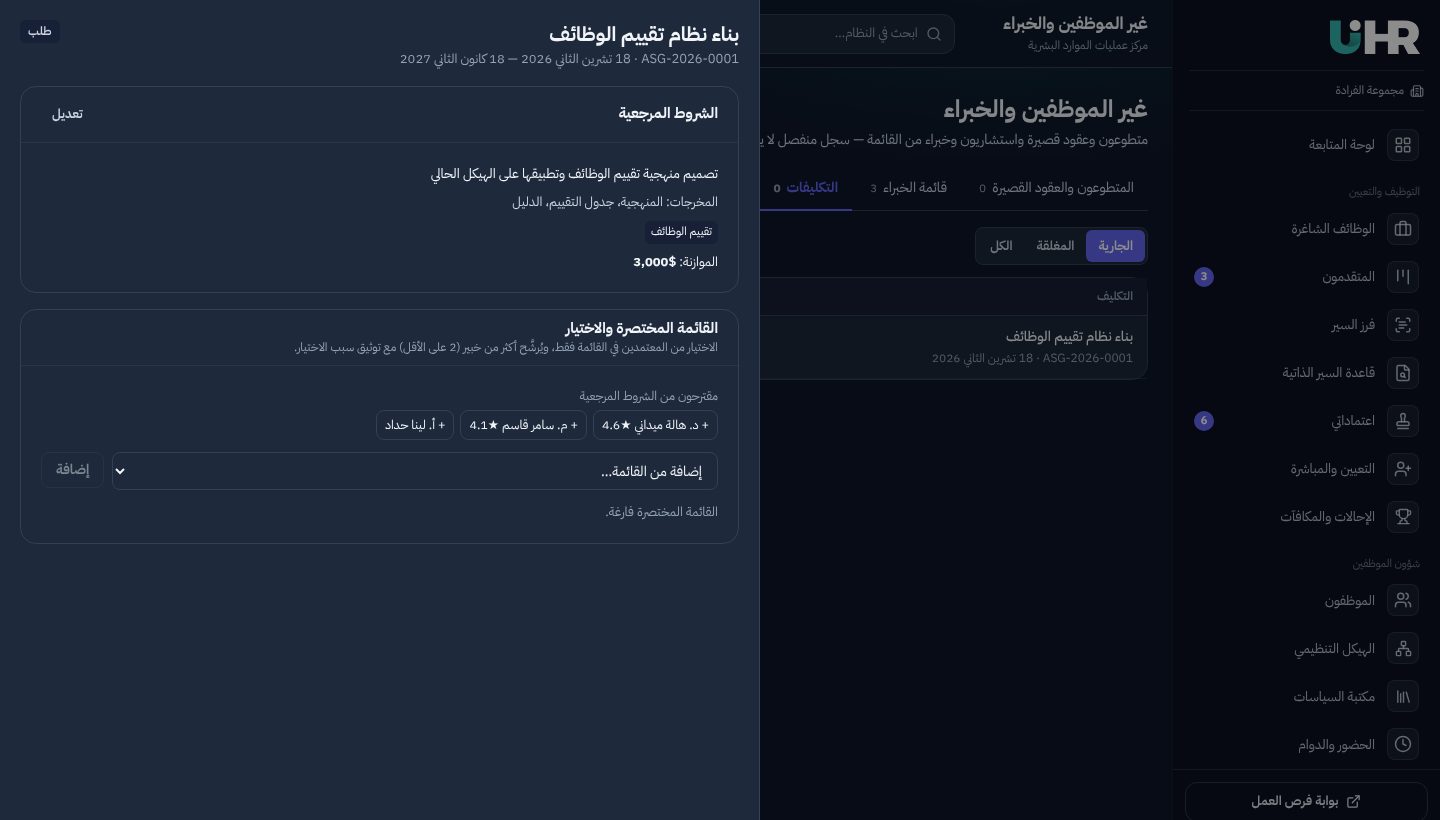 بناء نظام تقييم الوظائف
طلب
ASG-2026-0001 · 18 تشرين الثاني 2026 — 18 كانون الثاني 2027
الشروط المرجعية
تعديل
تصميم منهجية تقييم الوظائف وتطبيقها على الهيكل الحالي
المخرجات: المنهجية، جدول التقييم، الدليل
تقييم الوظائف
الموازنة: $3,000
القائمة المختصرة والاختيار
الاختيار من المعتمدين في القائمة فقط، ويُرشَّح أكثر من خبير (2 على الأقل) مع توثيق سبب الاختيار.
مقترحون من الشروط المرجعية
+ د. هالة ميداني ★4.6
+ م. سامر قاسم ★4.1
+ أ. لينا حداد
إضافة من القائمة...
إضافة
القائمة المختصرة فارغة.
غير الموظفين والخبراء
مركز عمليات الموارد البشرية
ابحث في النظام...
غير الموظفين والخبراء
متطوعون وعقود قصيرة واستشاريون وخبراء من القائمة — سجل منفصل لا
المتطوعون والعقود القصيرة 0
قائمة الخبراء 3
التكليفات 0
الجارية
المغلقة
الكل
التكليف
بناء نظام تقييم الوظائف
ASG-2026-0001 · 18 تشرين الثاني 2026
UHR
مجموعة الفرادة
لوحة المتابعة
التوظيف والتعيين
الوظائف الشاغرة
المتقدمون
3
فرز السير
قاعدة السير الذاتية
اعتماداتي
6
التعيين والمباشرة
الإحالات والمكافآت
شؤون الموظفين
الموظفون
الهيكل التنظيمي
مكتبة السياسات
الحضور والدوام
بوابة فرص العمل